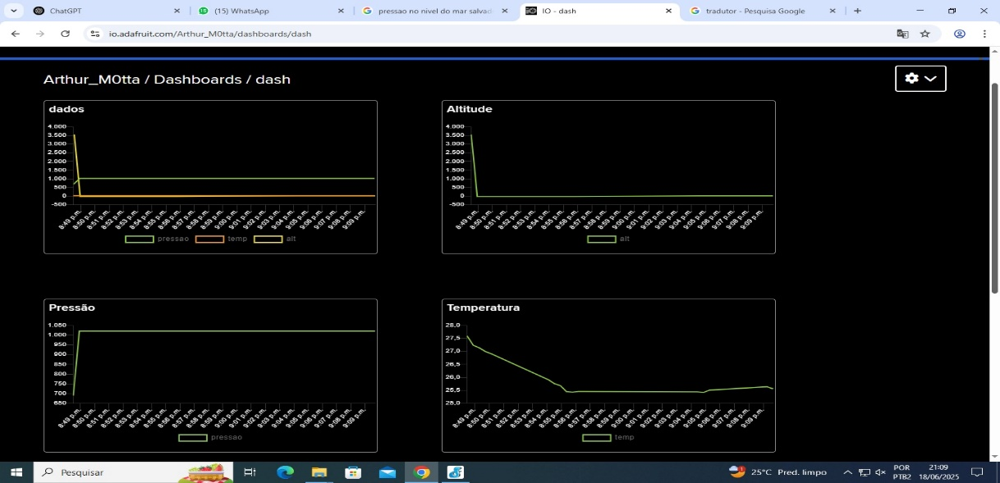 ChatGPT
(15) WhatsApp
pressao no nivel do mar salvad
IO - dash
tradutor - Pesquisa Google
io.adafruit.com/Arthur_M0tta/dashboards/dash
Arthur_M0tta / Dashboards / dash
dados
4.000
3.500
3.000
2.500
2.000
1.500
1.000
500
0
-500
8:49 p.m. 8:50 p.m. 8:51 p.m. 8:52 p.m. 8:53 p.m. 8:54 p.m. 8:55 p.m. 8:56 p.m. 8:57 p.m. 8:58 p.m. 8:59 p.m. 9:00 p.m. 9:01 p.m. 9:02 p.m. 9:03 p.m. 9:04 p.m. 9:05 p.m. 9:06 p.m. 9:07 p.m. 9:08 p.m. 9:09 p.m.
pressao temp alt
Altitude
4.000
3.500
3.000
2.500
2.000
1.500
1.000
500
0
-500
8:49 p.m. 8:50 p.m. 8:51 p.m. 8:52 p.m. 8:53 p.m. 8:54 p.m. 8:55 p.m. 8:56 p.m. 8:57 p.m. 8:58 p.m. 8:59 p.m. 9:00 p.m. 9:01 p.m. 9:02 p.m. 9:03 p.m. 9:04 p.m. 9:05 p.m. 9:06 p.m. 9:07 p.m. 9:08 p.m. 9:09 p.m.
alt
Pressão
1.050
1.000
950
900
850
800
750
700
650
8:49 p.m. 8:50 p.m. 8:51 p.m. 8:52 p.m. 8:53 p.m. 8:54 p.m. 8:55 p.m. 8:56 p.m. 8:57 p.m. 8:58 p.m. 8:59 p.m. 9:00 p.m. 9:01 p.m. 9:02 p.m. 9:03 p.m. 9:04 p.m. 9:05 p.m. 9:06 p.m. 9:07 p.m. 9:08 p.m. 9:09 p.m.
pressao
Temperatura
28,0
27,5
27,0
26,5
26,0
25,5
25,0
8:49 p.m. 8:50 p.m. 8:51 p.m. 8:52 p.m. 8:53 p.m. 8:54 p.m. 8:55 p.m. 8:56 p.m. 8:57 p.m. 8:58 p.m. 8:59 p.m. 9:00 p.m. 9:01 p.m. 9:02 p.m. 9:03 p.m. 9:04 p.m. 9:05 p.m. 9:06 p.m. 9:07 p.m. 9:08 p.m. 9:09 p.m.
temp
Pesquisar
25°C Pred. limpo
POR
PTB2
21:09
18/06/2025